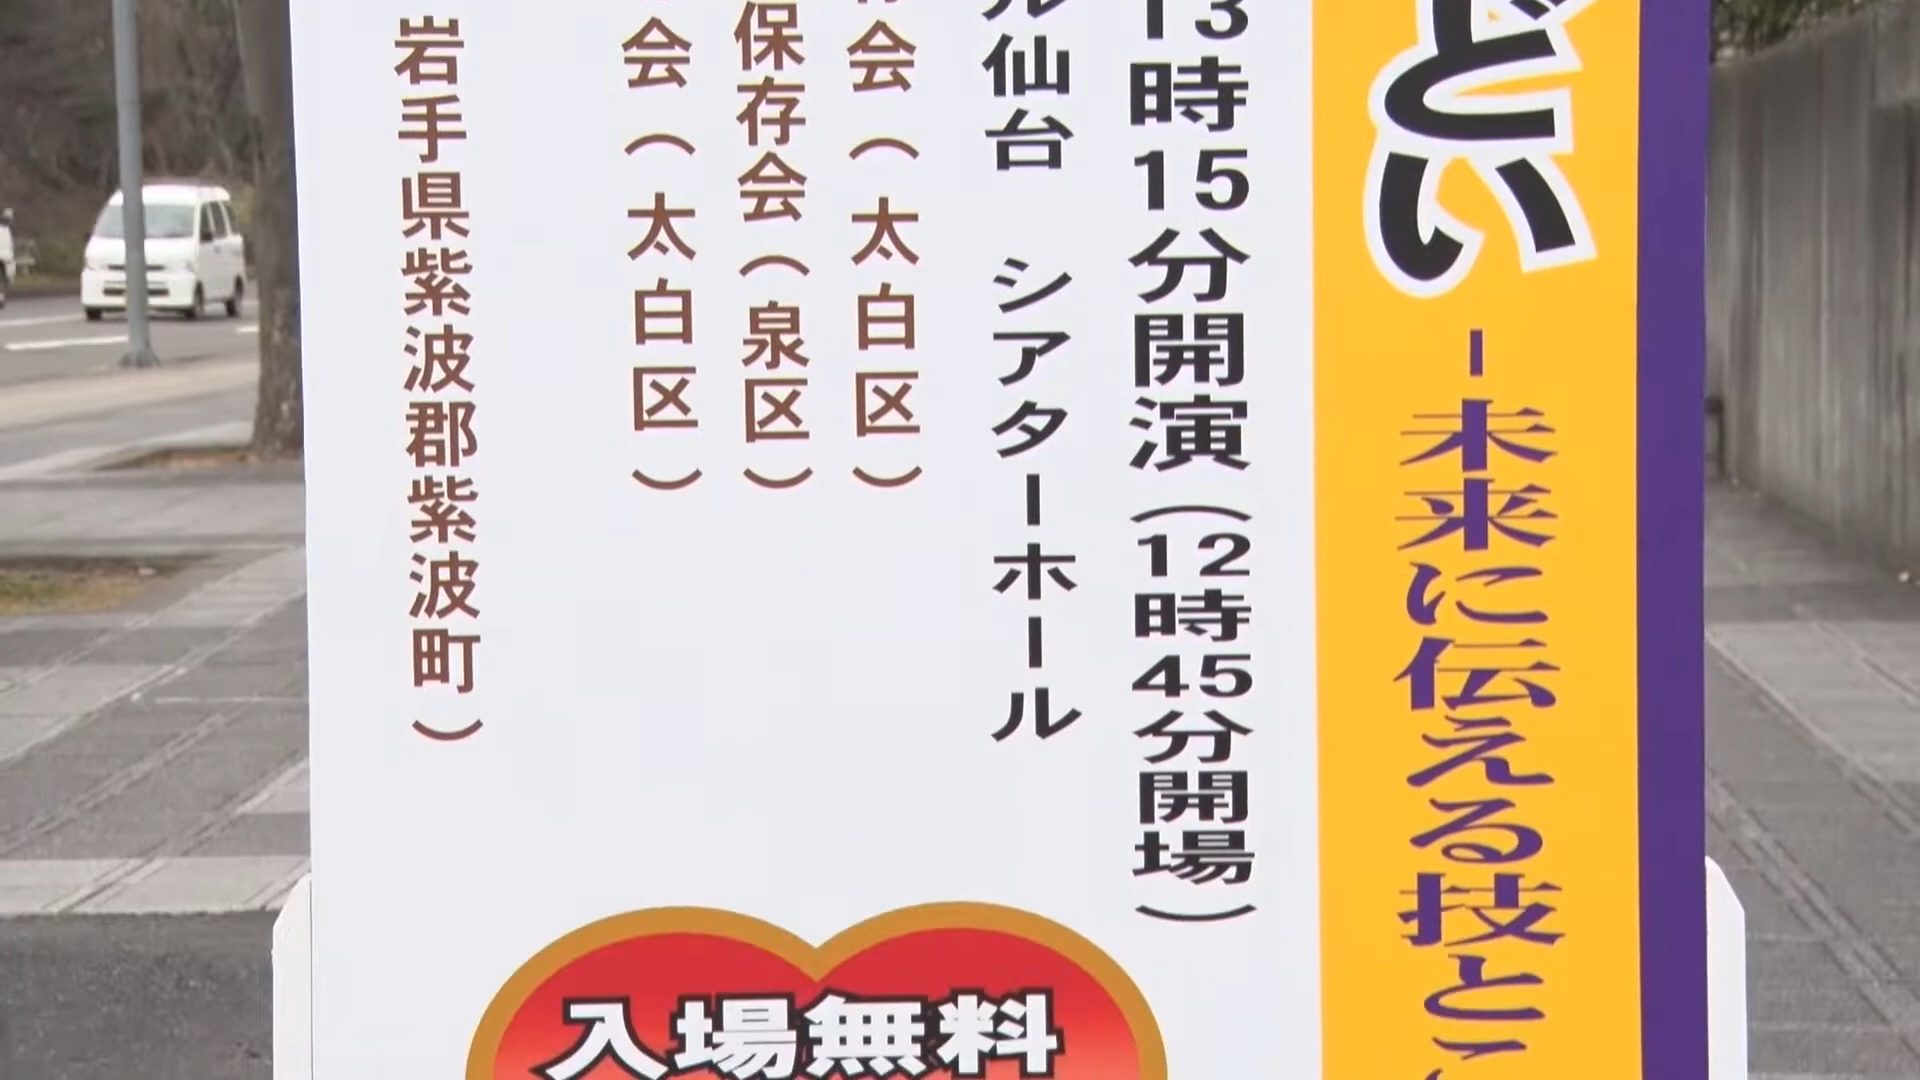 どい
-未来に伝える技とこ
13時15分開演(12時45分開場)
ル仙台 シアターホール
会(太白区)
保存会(泉区)
会(太白区)
岩手県紫波郡紫波町)
入場無料